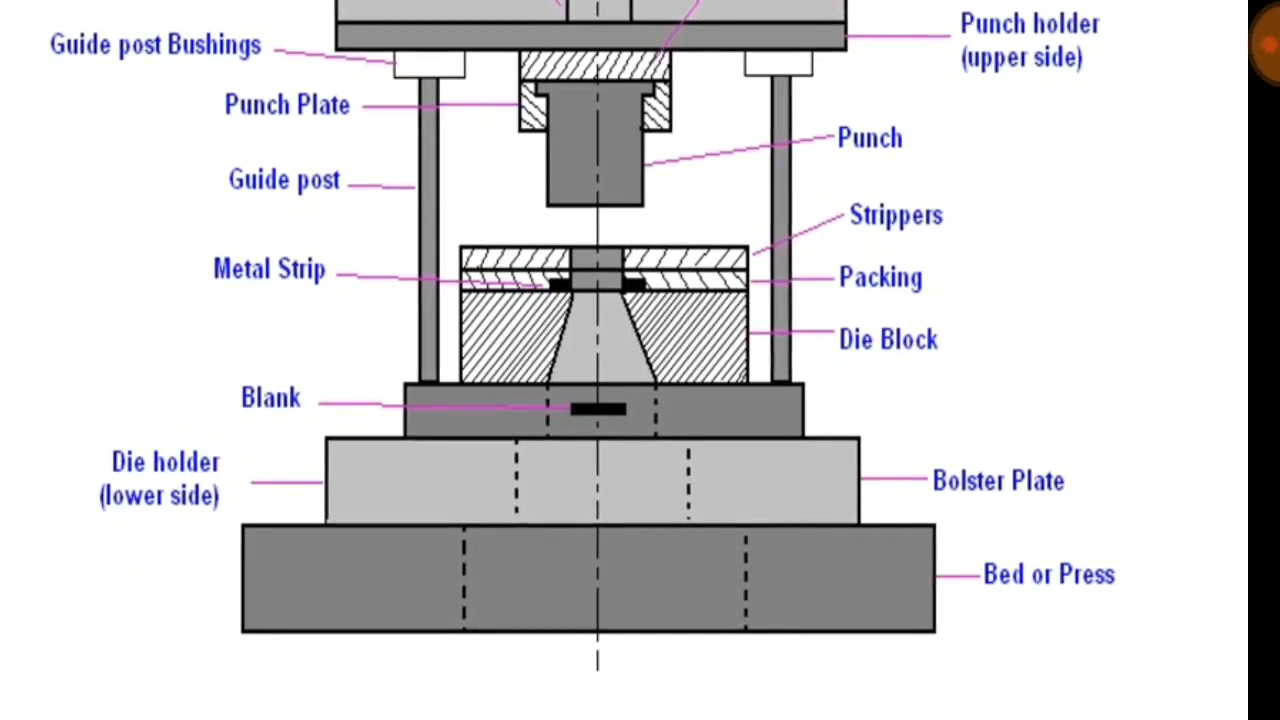 Guide post Bushings
Punch holder
(upper side)
Punch Plate
Punch
Guide post
Strippers
Metal Strip
Packing
Die Block
Blank
Die holder
(lower side)
Bolster Plate
Bed or Press